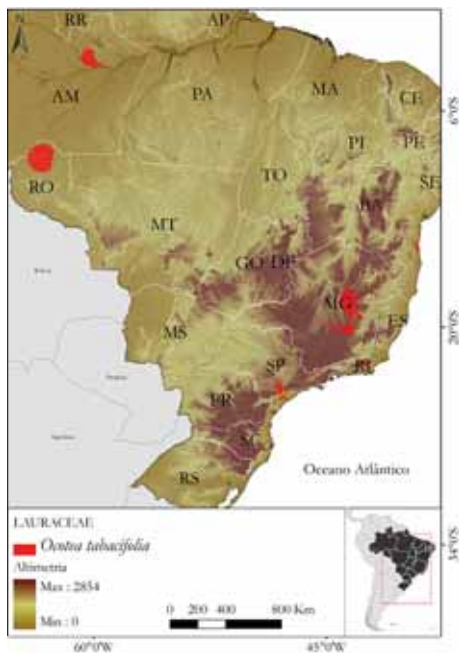 N
RR
AP
AM
PA
MA
CE
PI
PE
RO
TO
SE
BA
MT
GO DF
MG
ES
MS
SP
RJ
PR
SC
RS
Oceano Atlântico
6°0'S
20°0'S
34°0'S
LAURACEAE
Ocotea tabacifolia
Altimetria
Max : 2854
Min : 0
0 200 400 800 Km
60°0'W
45°0'W